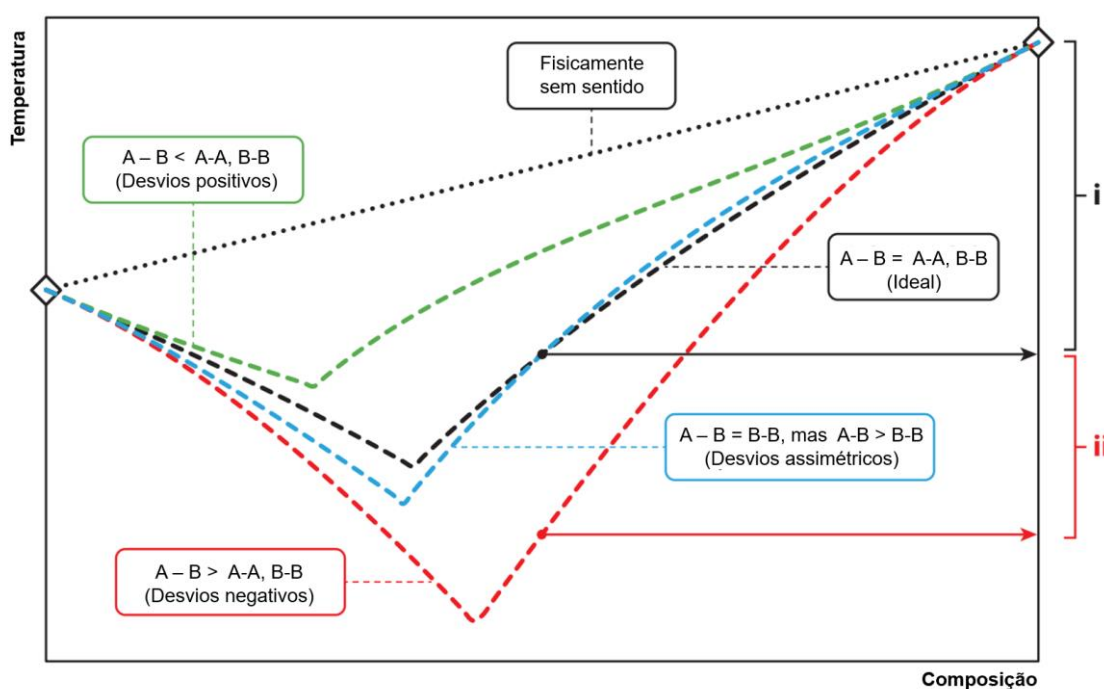 Temperatura
Fisicamente
sem sentido
A – B < A-A, B-B
(Desvios positivos)
i
A – B = A-A, B-B
(Ideal)
A – B = B-B, mas A-B > B-B
(Desvios assimétricos)
ii
A – B > A-A, B-B
(Desvios negativos)
Composição